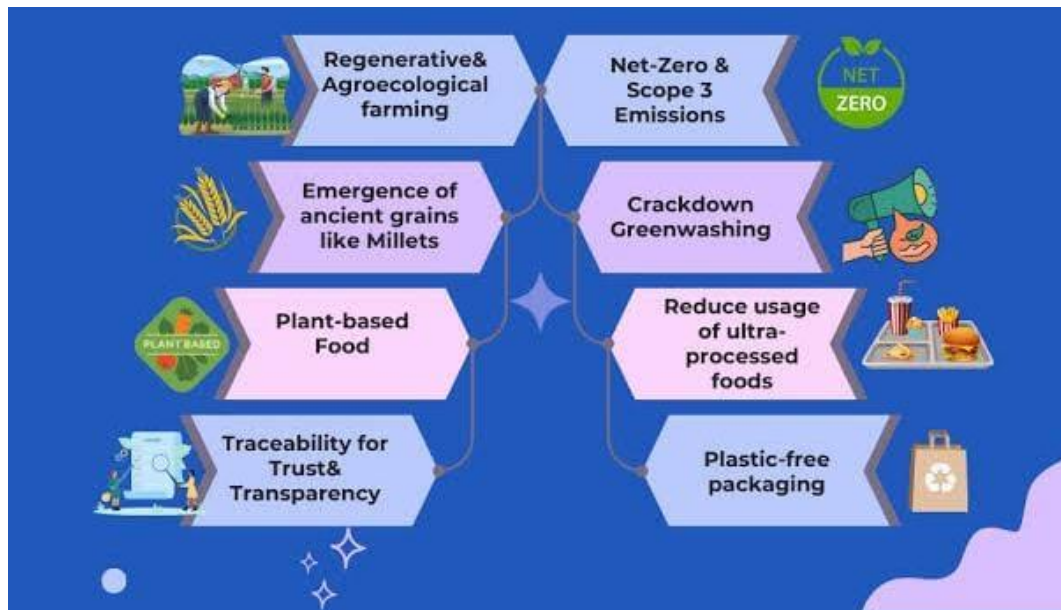 Regenerative&
Agroecological
farming
Net-Zero &
Scope 3
Emissions
NET
ZERO
Emergence of
ancient grains
like Millets
Crackdown
Greenwashing
PLANT BASED
Plant-based
Food
Reduce usage
of ultra-
processed
foods
Traceability for
Trust&
Transparency
Plastic-free
packaging